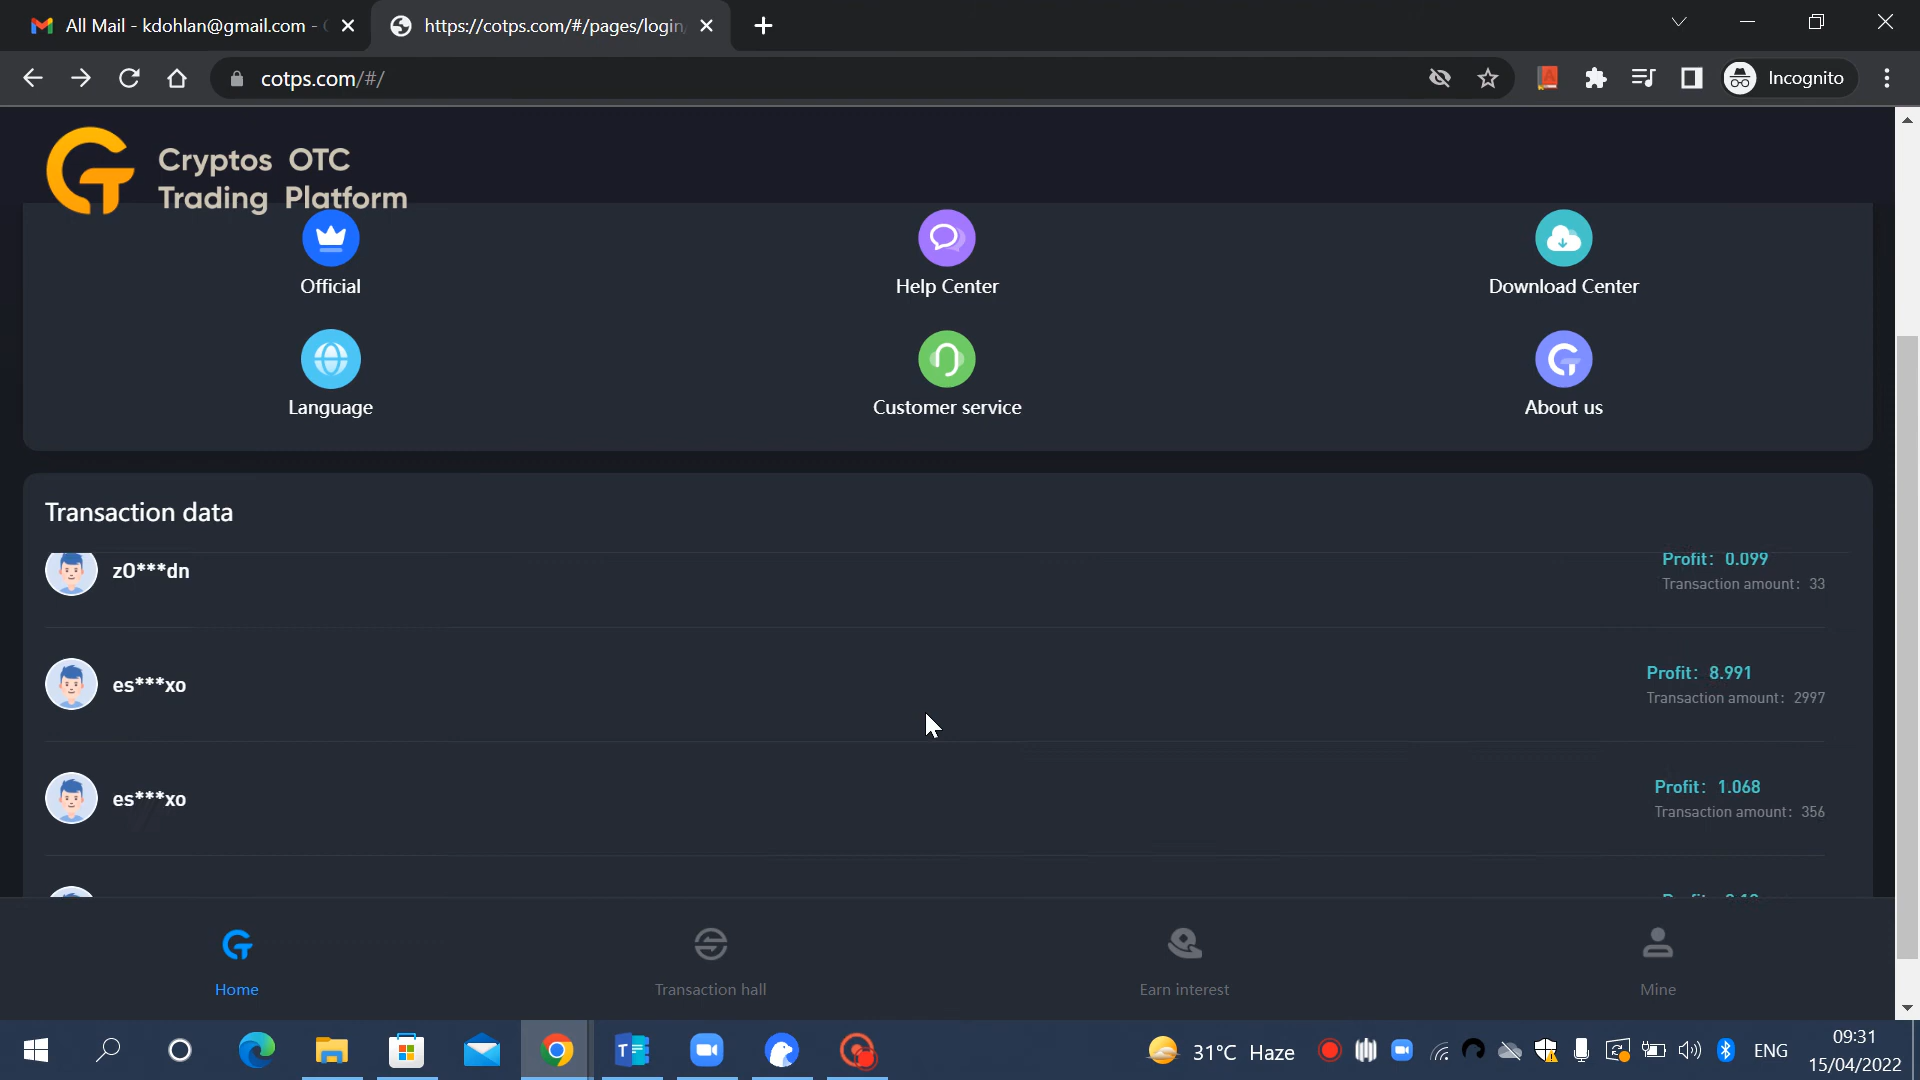 All Mail - kdohlan@gmail.com -
https://cotps.com/#/pages/login
cotps.com/#/
Incognito
Cryptos OTC
Trading Platform
Official
Help Center
Download Center
Language
Customer service
About us
Transaction data
z0***dn
Profit: 0.099
Transaction amount: 33
es***xo
Profit: 8.991
Transaction amount: 2997
es***xo
Profit: 1.068
Transaction amount: 356
Home
Transaction hall
Earn interest
Mine
31°C Haze
ENG
09:31
15/04/2022